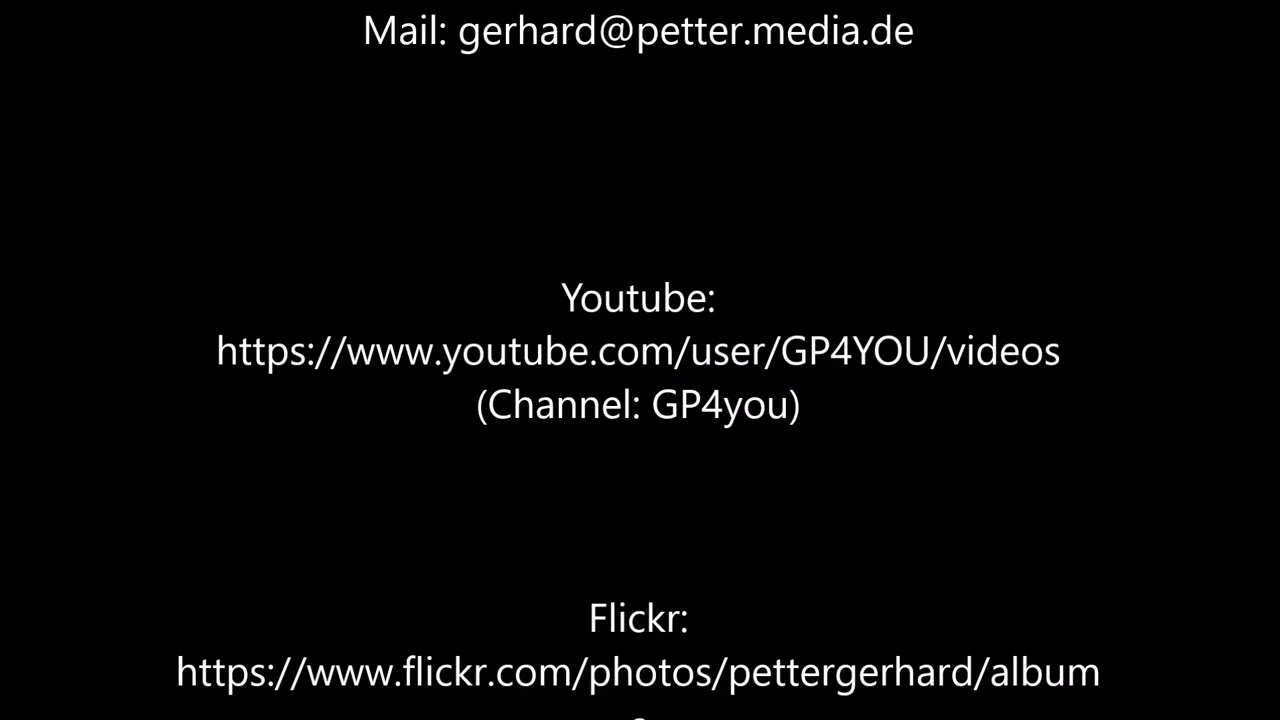 Mail: gerhard@petter.media.de
Youtube:
https://www.youtube.com/user/GP4YOU/videos
(Channel: GP4you)
Flickr:
https://www.flickr.com/photos/pettergerhard/album